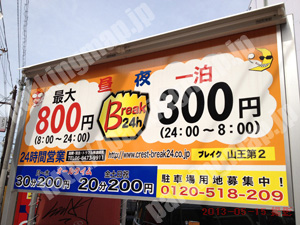 最大 昼 夜 一泊
800円 Break 24h. 300円
(8:00～24:00) (24:00～8:00)
24時間営業 http://www.crest-break24.co.jp ブレイク 山王第2
30分200円 20分200円 駐車場用地募集中！
0120-518-209